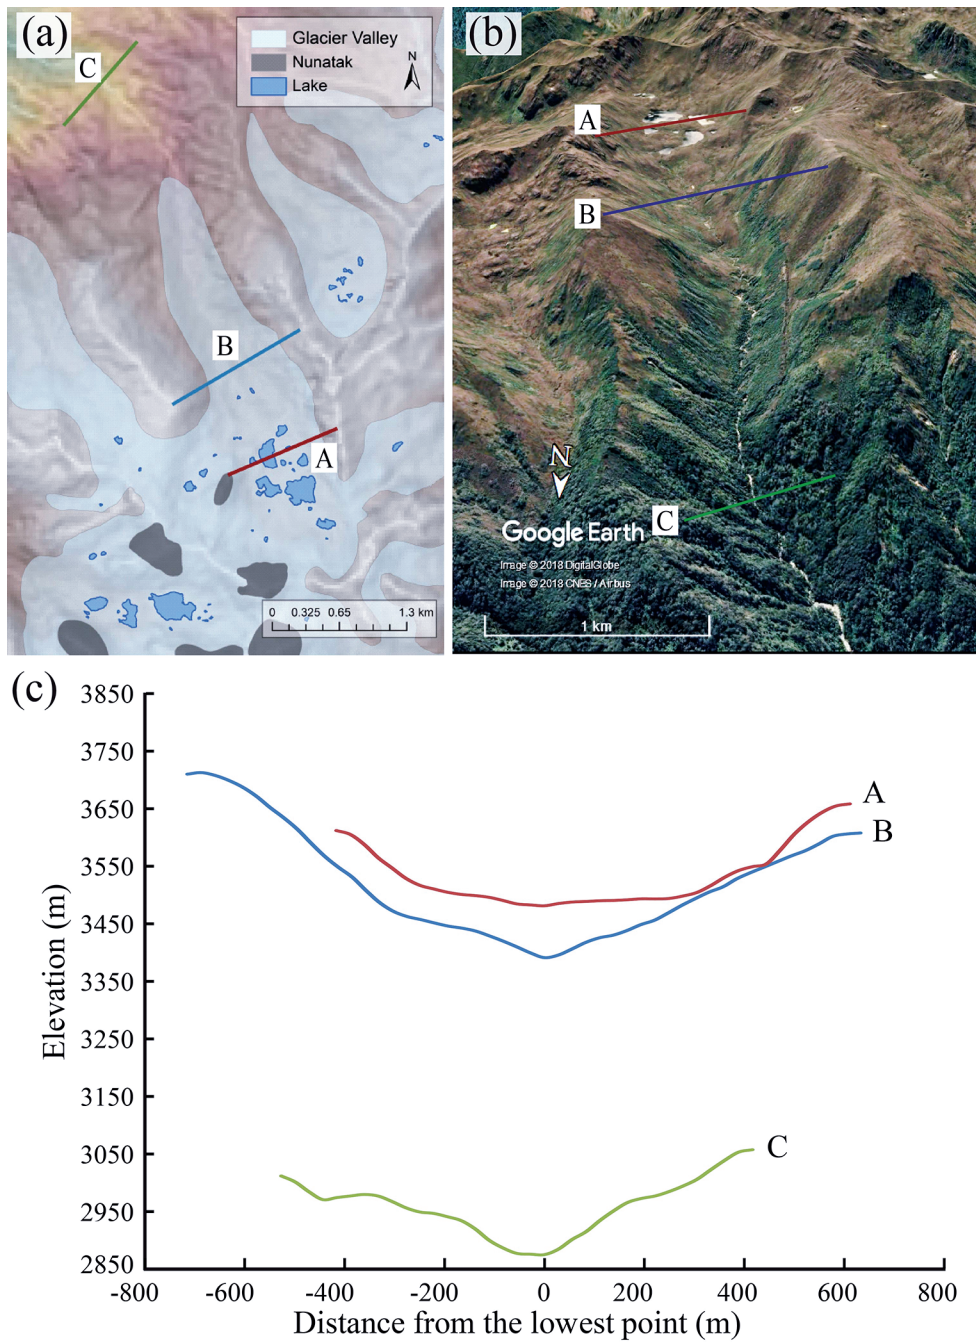 (a)
C
Glacier Valley
Nunatak
Lake
N
B
A
0 0.325 0.65 1.3 km
(b)
A
B
N
C
Google Earth
Image © 2018 DigitalGlobe
Image © 2018 CNES / Airbus
1 km
(c)
3850
3750
3650
3550
3450
3350
3250
3150
3050
2950
2850
Elevation (m)
A
B
C
-800 -600 -400 -200 0 200 400 600 800
Distance from the lowest point (m)